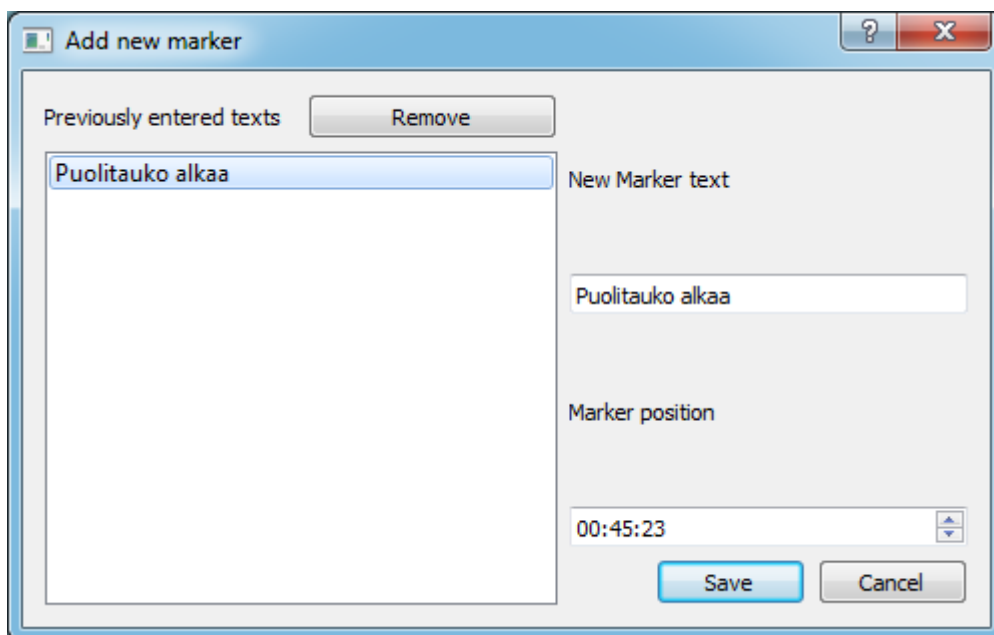 Add new marker
Previously entered texts
Remove
Puolitauko alkaa
New Marker text
Puolitauko alkaa
Marker position
00:45:23
Save
Cancel